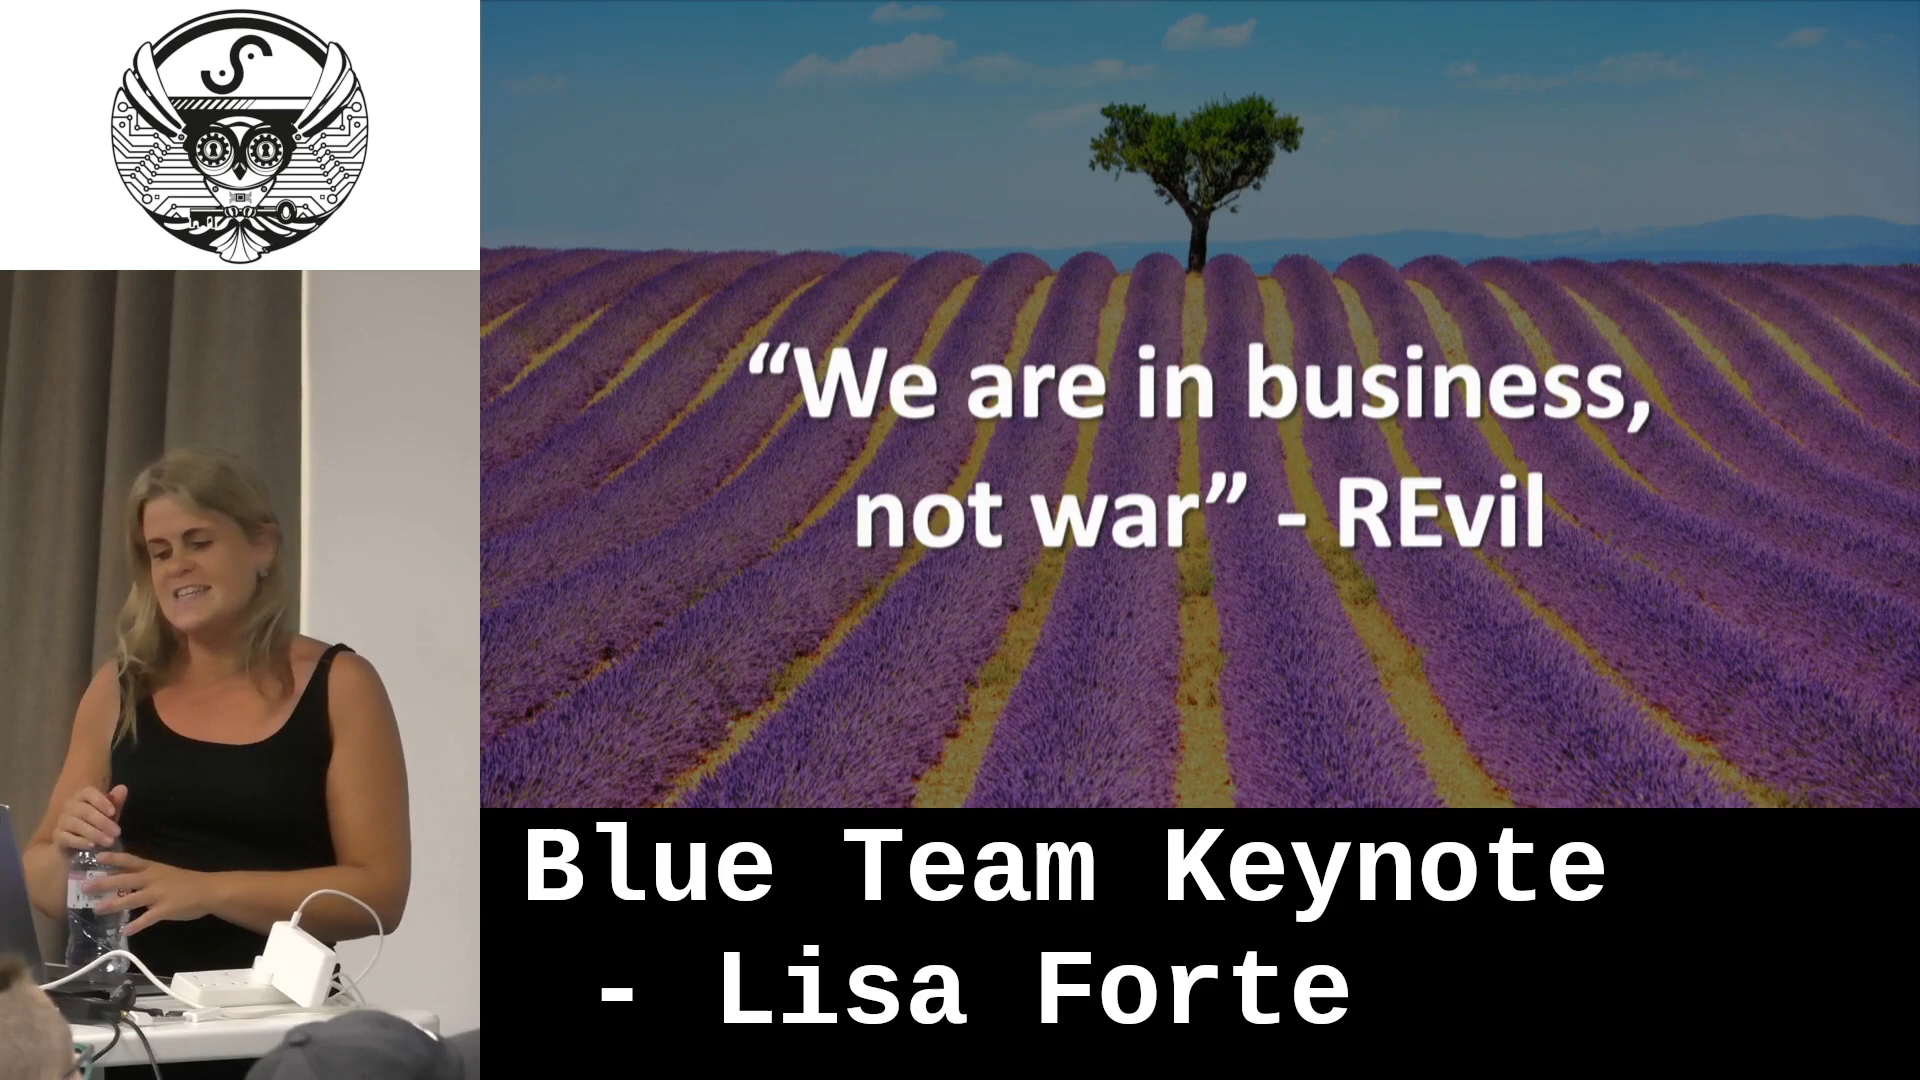 “We are in business,
not war” - REvil
Blue Team Keynote
- Lisa Forte